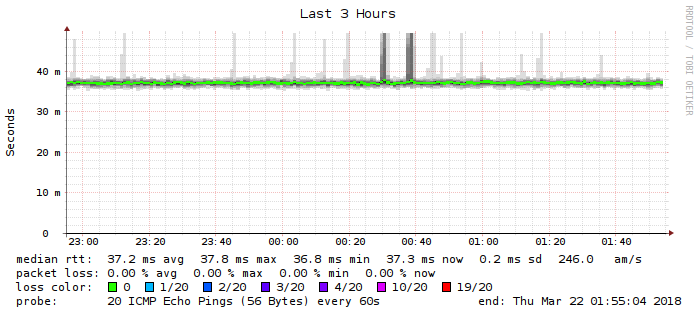 Last 3 Hours
RRDTOOL / TOBI OETIKER
Seconds
40 m
30 m
20 m
10 m
0
23:00 23:20 23:40 00:00 00:20 00:40 01:00 01:20 01:40
median rtt: 37.2 ms avg 37.8 ms max 36.8 ms min 37.3 ms now 0.2 ms sd 246.0 am/s
packet loss: 0.00 % avg 0.00 % max 0.00 % min 0.00 % now
loss color: 0 1/20 2/20 3/20 4/20 10/20 19/20
probe: 20 ICMP Echo Pings (56 Bytes) every 60s end: Thu Mar 22 01:55:04 2018